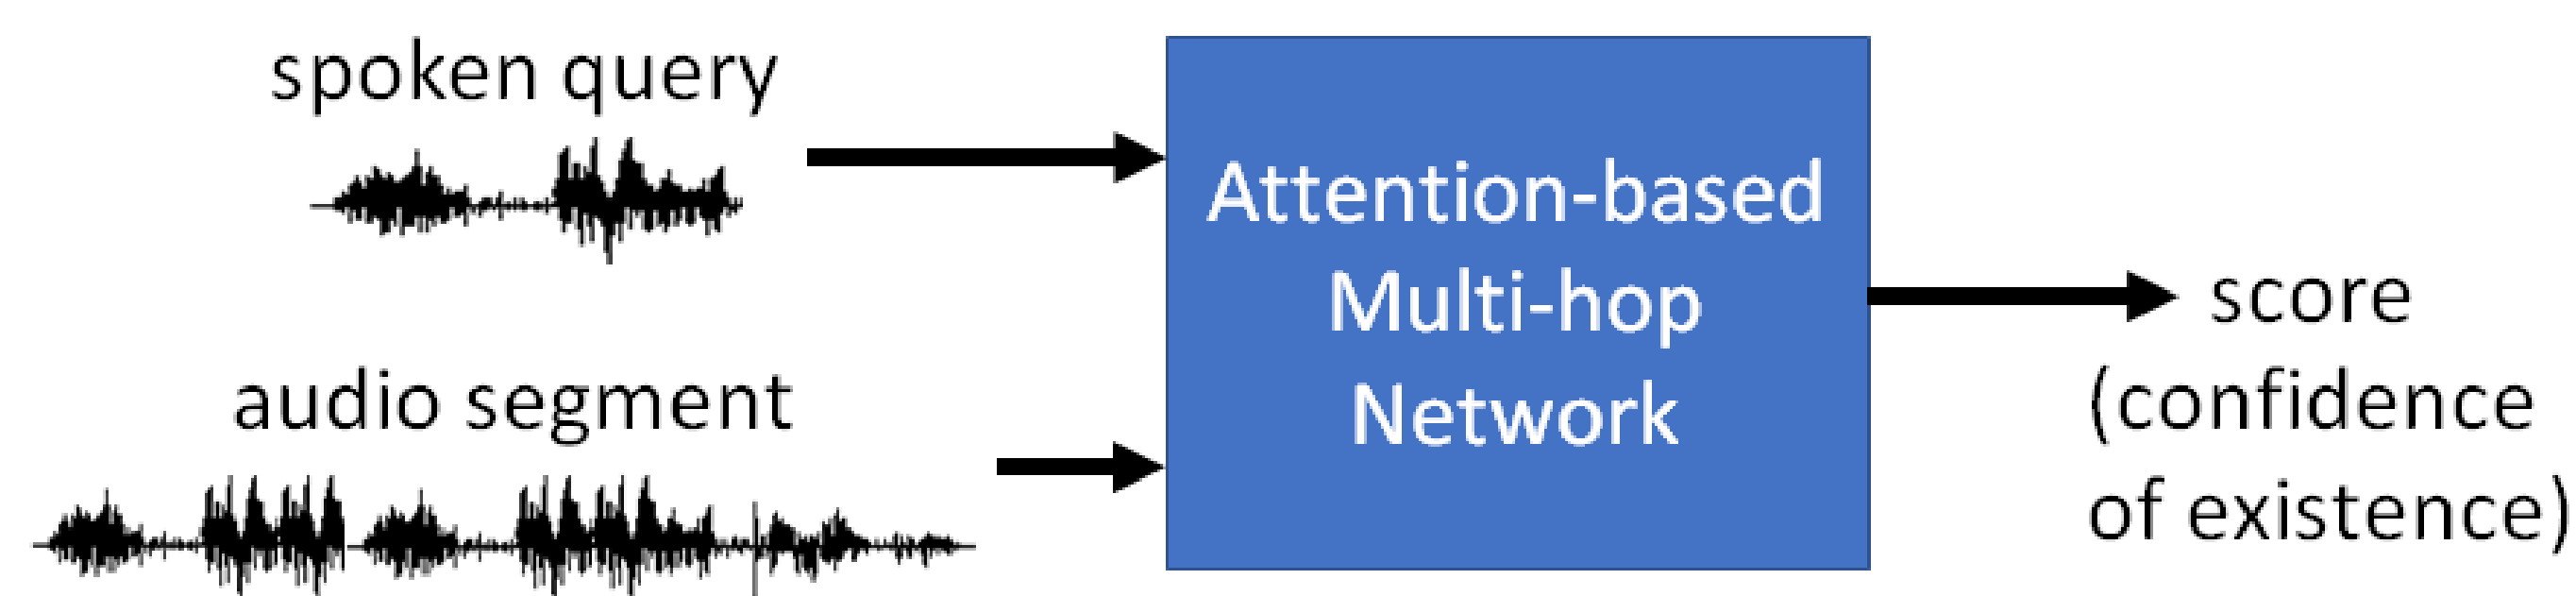 spoken query
audio segment
Attention-based
Multi-hop
Network
score
(confidence
of existence)